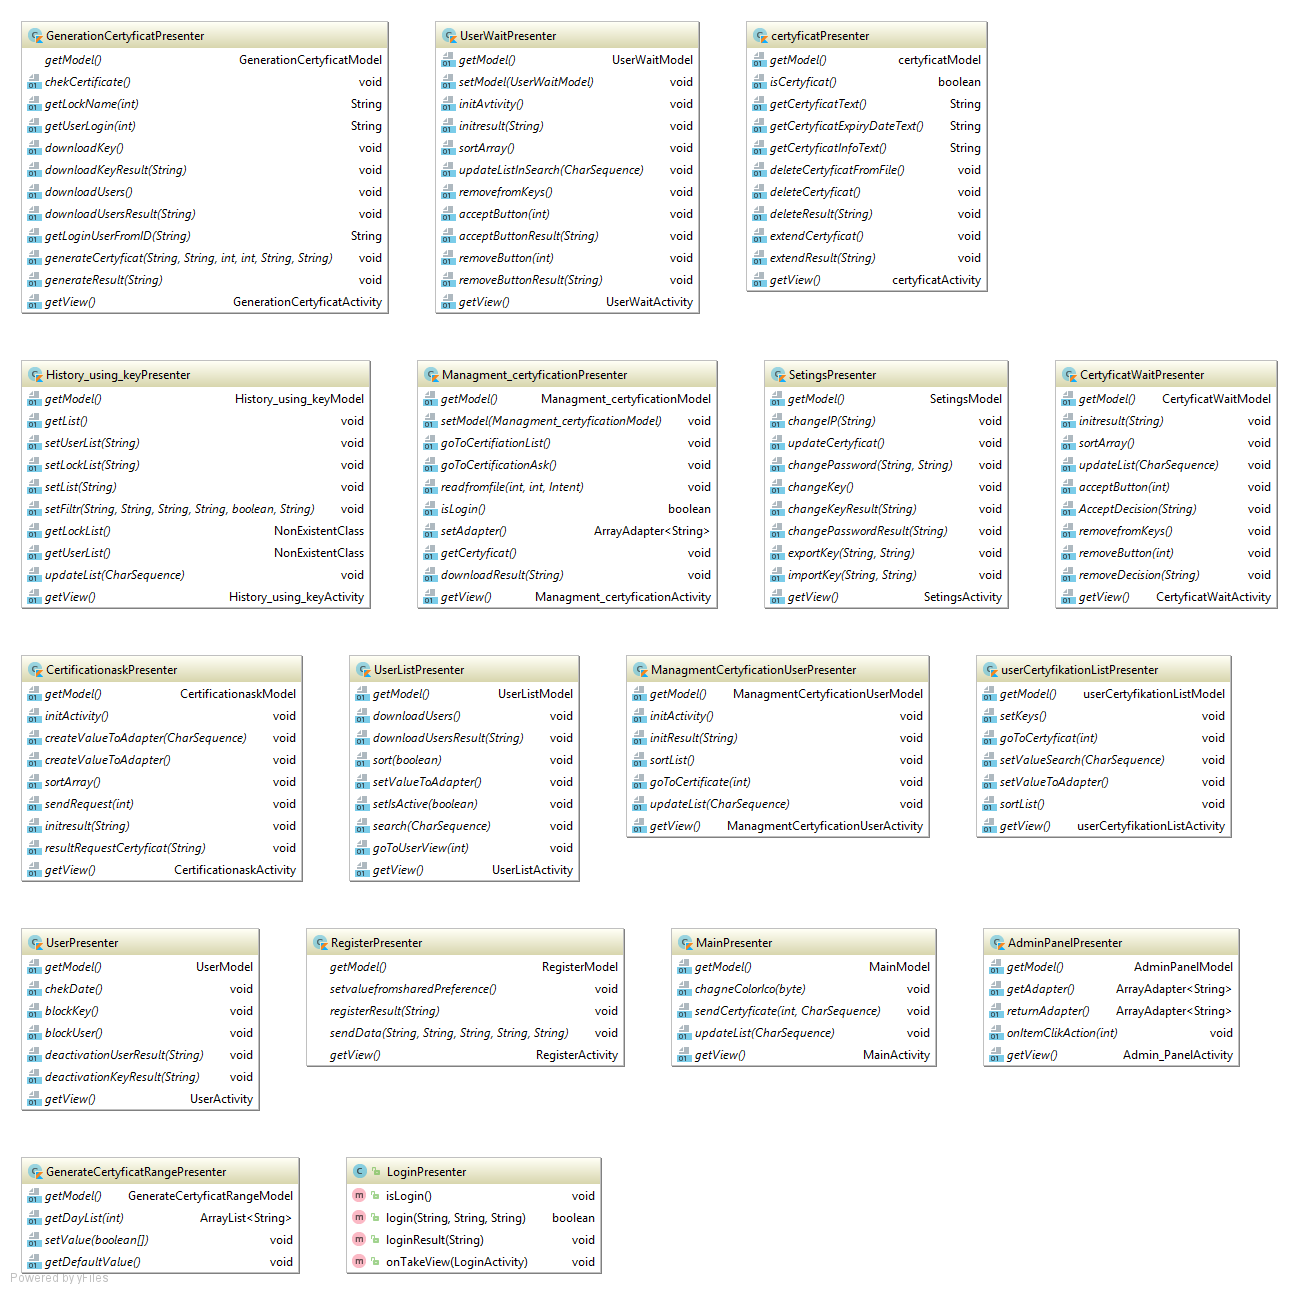 GenerationCertyficatPresenter
getModel() GenerationCertyficatModel
chekCertificate() void
getLockName(int) String
getUserLogin(int) String
downloadKey() void
downloadKeyResult(String) void
downloadUsers() void
downloadUsersResult(String) void
getLoginUserFromID(String) String
generateCertyficat(String, String, int, int, String, String) void
generateResult(String) void
getView() GenerationCertyficatActivity
UserWaitPresenter
getModel() UserWaitModel
setModel(UserWaitModel) void
initAvtivity() void
initresult(String) void
sortArray() void
updateListInSearch(CharSequence) void
removefromKeys() void
acceptButton(int) void
acceptButtonResult(String) void
removeButton(int) void
removeButtonResult(String) void
getView() UserWaitActivity
certyficatPresenter
getModel() certyficatModel
isCertyficat() boolean
getCertyficatText() String
getCertyficatExpiryDateText() String
getCertyficatInfoText() String
deleteCertyficatFromFile() void
deleteCertyficat() void
deleteResult(String) void
extendCertyficat() void
extendResult(String) void
getView() certyficatActivity
History_using_keyPresenter
getModel() History_using_keyModel
getList() void
setUserList(String) void
setLockList(String) void
setList(String) void
setFiltr(String, String, String, String, boolean, String) void
getLockList() NonExistentClass
getUserList() NonExistentClass
updateList(CharSequence) void
getView() History_using_keyActivity
Managment_certyficationPresenter
getModel() Managment_certyficationModel
setModel(Managment_certyficationModel) void
goToCertifiationList() void
goToCertificationAsk() void
readfromfile(int, int, Intent) void
isLogin() boolean
setAdapter() ArrayAdapter<String>
getCertyficat() void
downloadResult(String) void
getView() Managment_certyficationActivity
SetingsPresenter
getModel() SetingsModel
changeIP(String) void
updateCertyficat() void
changePassword(String, String) void
changeKey() void
changeKeyResult(String) void
changePasswordResult(String) void
exportKey(String, String) void
importKey(String, String) void
getView() SetingsActivity
CertyficatWaitPresenter
getModel() CertyficatWaitModel
initresult(String) void
sortArray() void
updateList(CharSequence) void
acceptButton(int) void
AcceptDecision(String) void
removefromKeys() void
removeButton(int) void
removeDecision(String) void
getView() CertyficatWaitActivity
CertificationaskPresenter
getModel() CertificationaskModel
initActivity() void
createValueToAdapter(CharSequence) void
createValueToAdapter() void
sortArray() void
sendRequest(int) void
initresult(String) void
resultRequestCertyficat(String) void
getView() CertificationaskActivity
UserListPresenter
getModel() UserListModel
downloadUsers() void
downloadUsersResult(String) void
sort(boolean) void
setValueToAdapter() void
setIsActive(boolean) void
search(CharSequence) void
goToUserView(int) void
getView() UserListActivity
ManagmentCertyficationUserPresenter
getModel() ManagmentCertyficationUserModel
initActivity() void
initResult(String) void
sortList() void
goToCertificate(int) void
updateList(CharSequence) void
getView() ManagmentCertyficationUserActivity
userCertyfikationListPresenter
getModel() userCertyfikationListModel
setKeys() void
goToCertyficat(int) void
setValueSearch(CharSequence) void
setValueToAdapter() void
sortList() void
getView() userCertyfikationListActivity
UserPresenter
getModel() UserModel
chekDate() void
blockKey() void
blockUser() void
deactivationUserResult(String) void
deactivationKeyResult(String) void
getView() UserActivity
RegisterPresenter
getModel() RegisterModel
setvaluefromsharedPreference() void
registerResult(String) void
sendData(String, String, String, String, String) void
getView() RegisterActivity
MainPresenter
getModel() MainModel
chagneColorIco(byte) void
sendCertyficate(int, CharSequence) void
updateList(CharSequence) void
getView() MainActivity
AdminPanelPresenter
getModel() AdminPanelModel
getAdapter() ArrayAdapter<String>
returnAdapter() ArrayAdapter<String>
onItemClikAction(int) void
getView() Admin_PanelActivity
GenerateCertyficatRangePresenter
getModel() GenerateCertyficatRangeModel
getDayList(int) ArrayList<String>
setValue(boolean[]) void
getDefaultValue() void
LoginPresenter
isLogin() void
login(String, String, String) boolean
loginResult(String) void
onTakeView(LoginActivity) void
Powered by yFiles